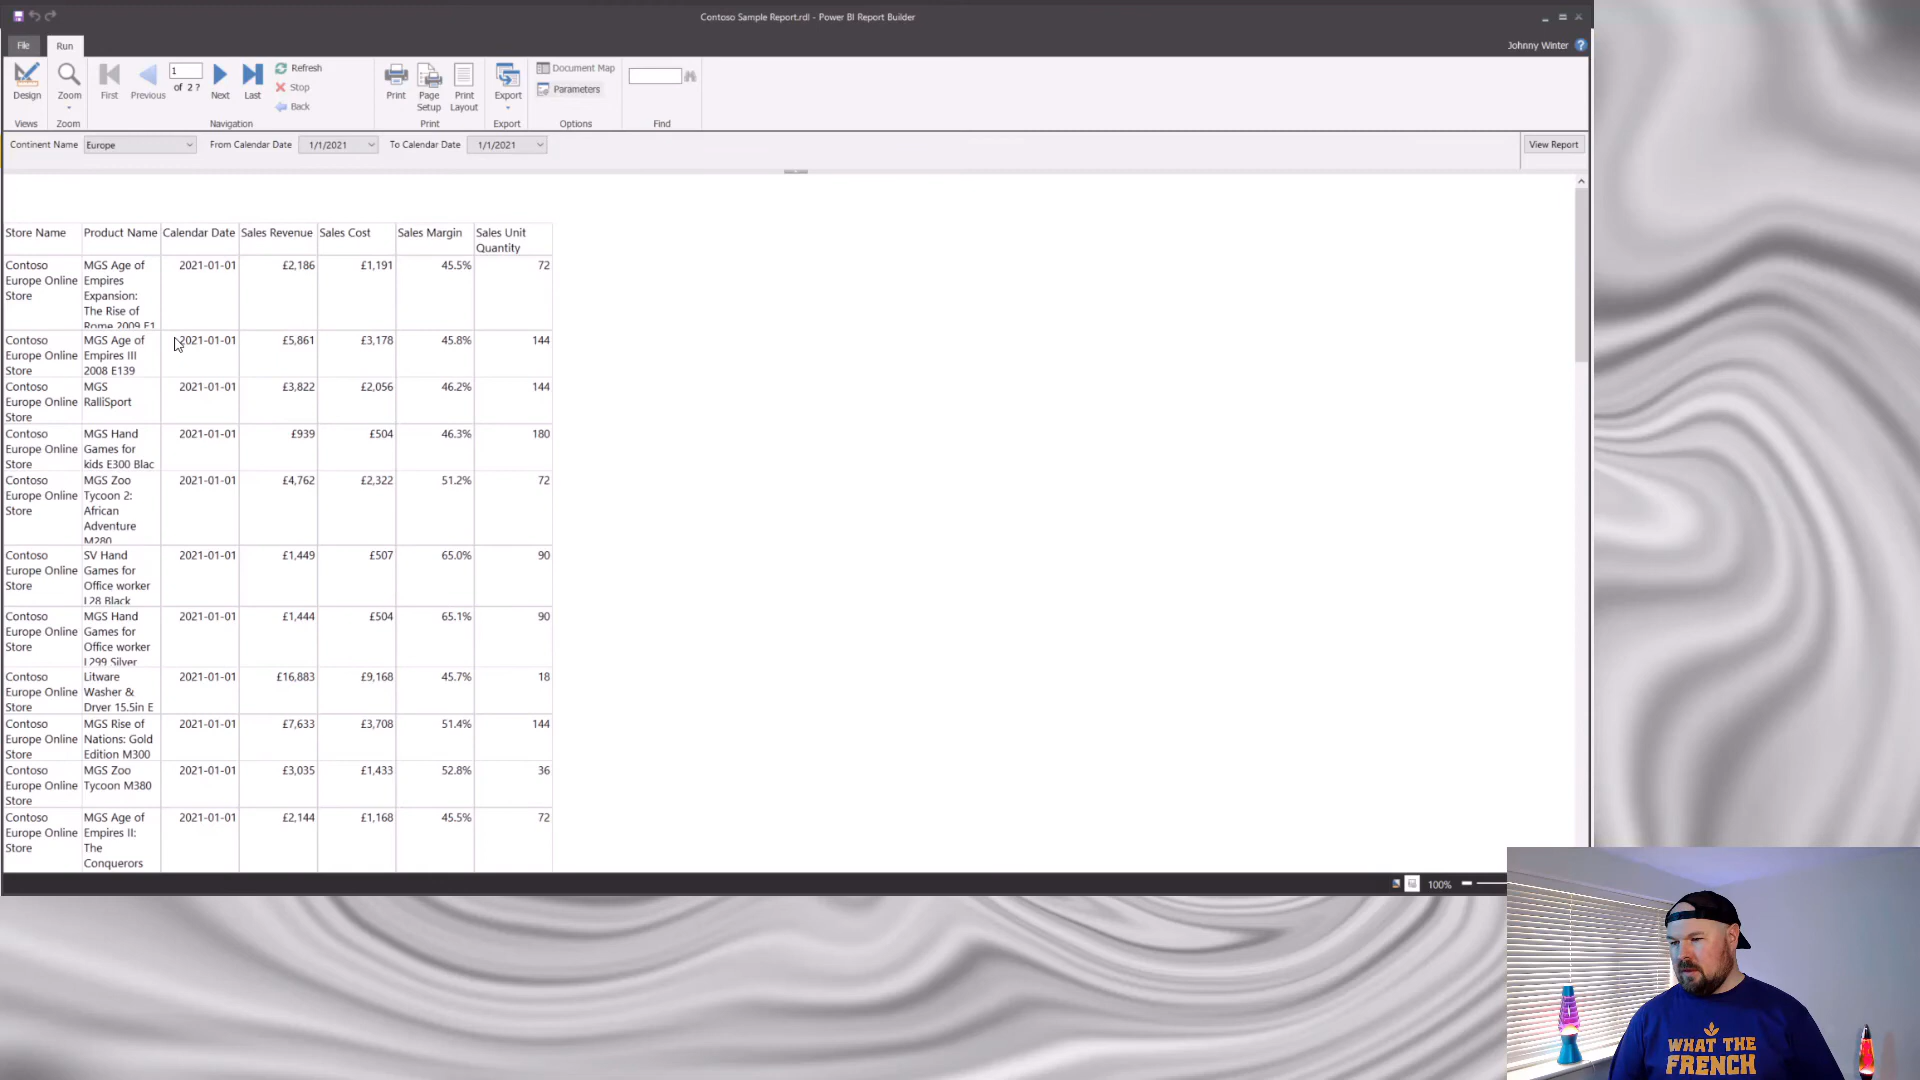 Contoso Sample Report.rdl - Power BI Report Builder
File
Run
Johnny Winter
?
Design
Zoom
First
Previous
1
of 2 ?
Next
Last
Refresh
Stop
Back
Print
Page
Setup
Print
Layout
Export
Document Map
Parameters
Views
Zoom
Navigation
Print
Export
Options
Find
Continent Name
Europe
From Calendar Date
1/1/2021
To Calendar Date
1/1/2021
View Report
Store Name
Product Name
Calendar Date
Sales Revenue
Sales Cost
Sales Margin
Sales Unit
Quantity
Contoso
Europe Online
Store
MGS Age of
Empires
Expansion:
The Rise of
Rome 2009 E1
2021-01-01
£2,186
£1,191
45.5%
72
Contoso
Europe Online
Store
MGS Age of
Empires III
2008 E139
2021-01-01
£5,861
£3,178
45.8%
144
Contoso
Europe Online
Store
MGS
RalliSport
2021-01-01
£3,822
£2,056
46.2%
144
Contoso
Europe Online
Store
MGS Hand
Games for
kids E300 Blac
2021-01-01
£939
£504
46.3%
180
Contoso
Europe Online
Store
MGS Zoo
Tycoon 2:
African
Adventure
M280
2021-01-01
£4,762
£2,322
51.2%
72
Contoso
Europe Online
Store
SV Hand
Games for
Office worker
L28 Black
2021-01-01
£1,449
£507
65.0%
90
Contoso
Europe Online
Store
MGS Hand
Games for
Office worker
L299 Silver
2021-01-01
£1,444
£504
65.1%
90
Contoso
Europe Online
Store
Litware
Washer &
Dryer 15.5in E
2021-01-01
£16,883
£9,168
45.7%
18
Contoso
Europe Online
Store
MGS Rise of
Nations: Gold
Edition M300
2021-01-01
£7,633
£3,708
51.4%
144
Contoso
Europe Online
Store
MGS Zoo
Tycoon M380
2021-01-01
£3,035
£1,433
52.8%
36
Contoso
Europe Online
Store
MGS Age of
Empires II:
The
Conquerors
2021-01-01
£2,144
£1,168
45.5%
72
100%
WHAT THE
FRENCH